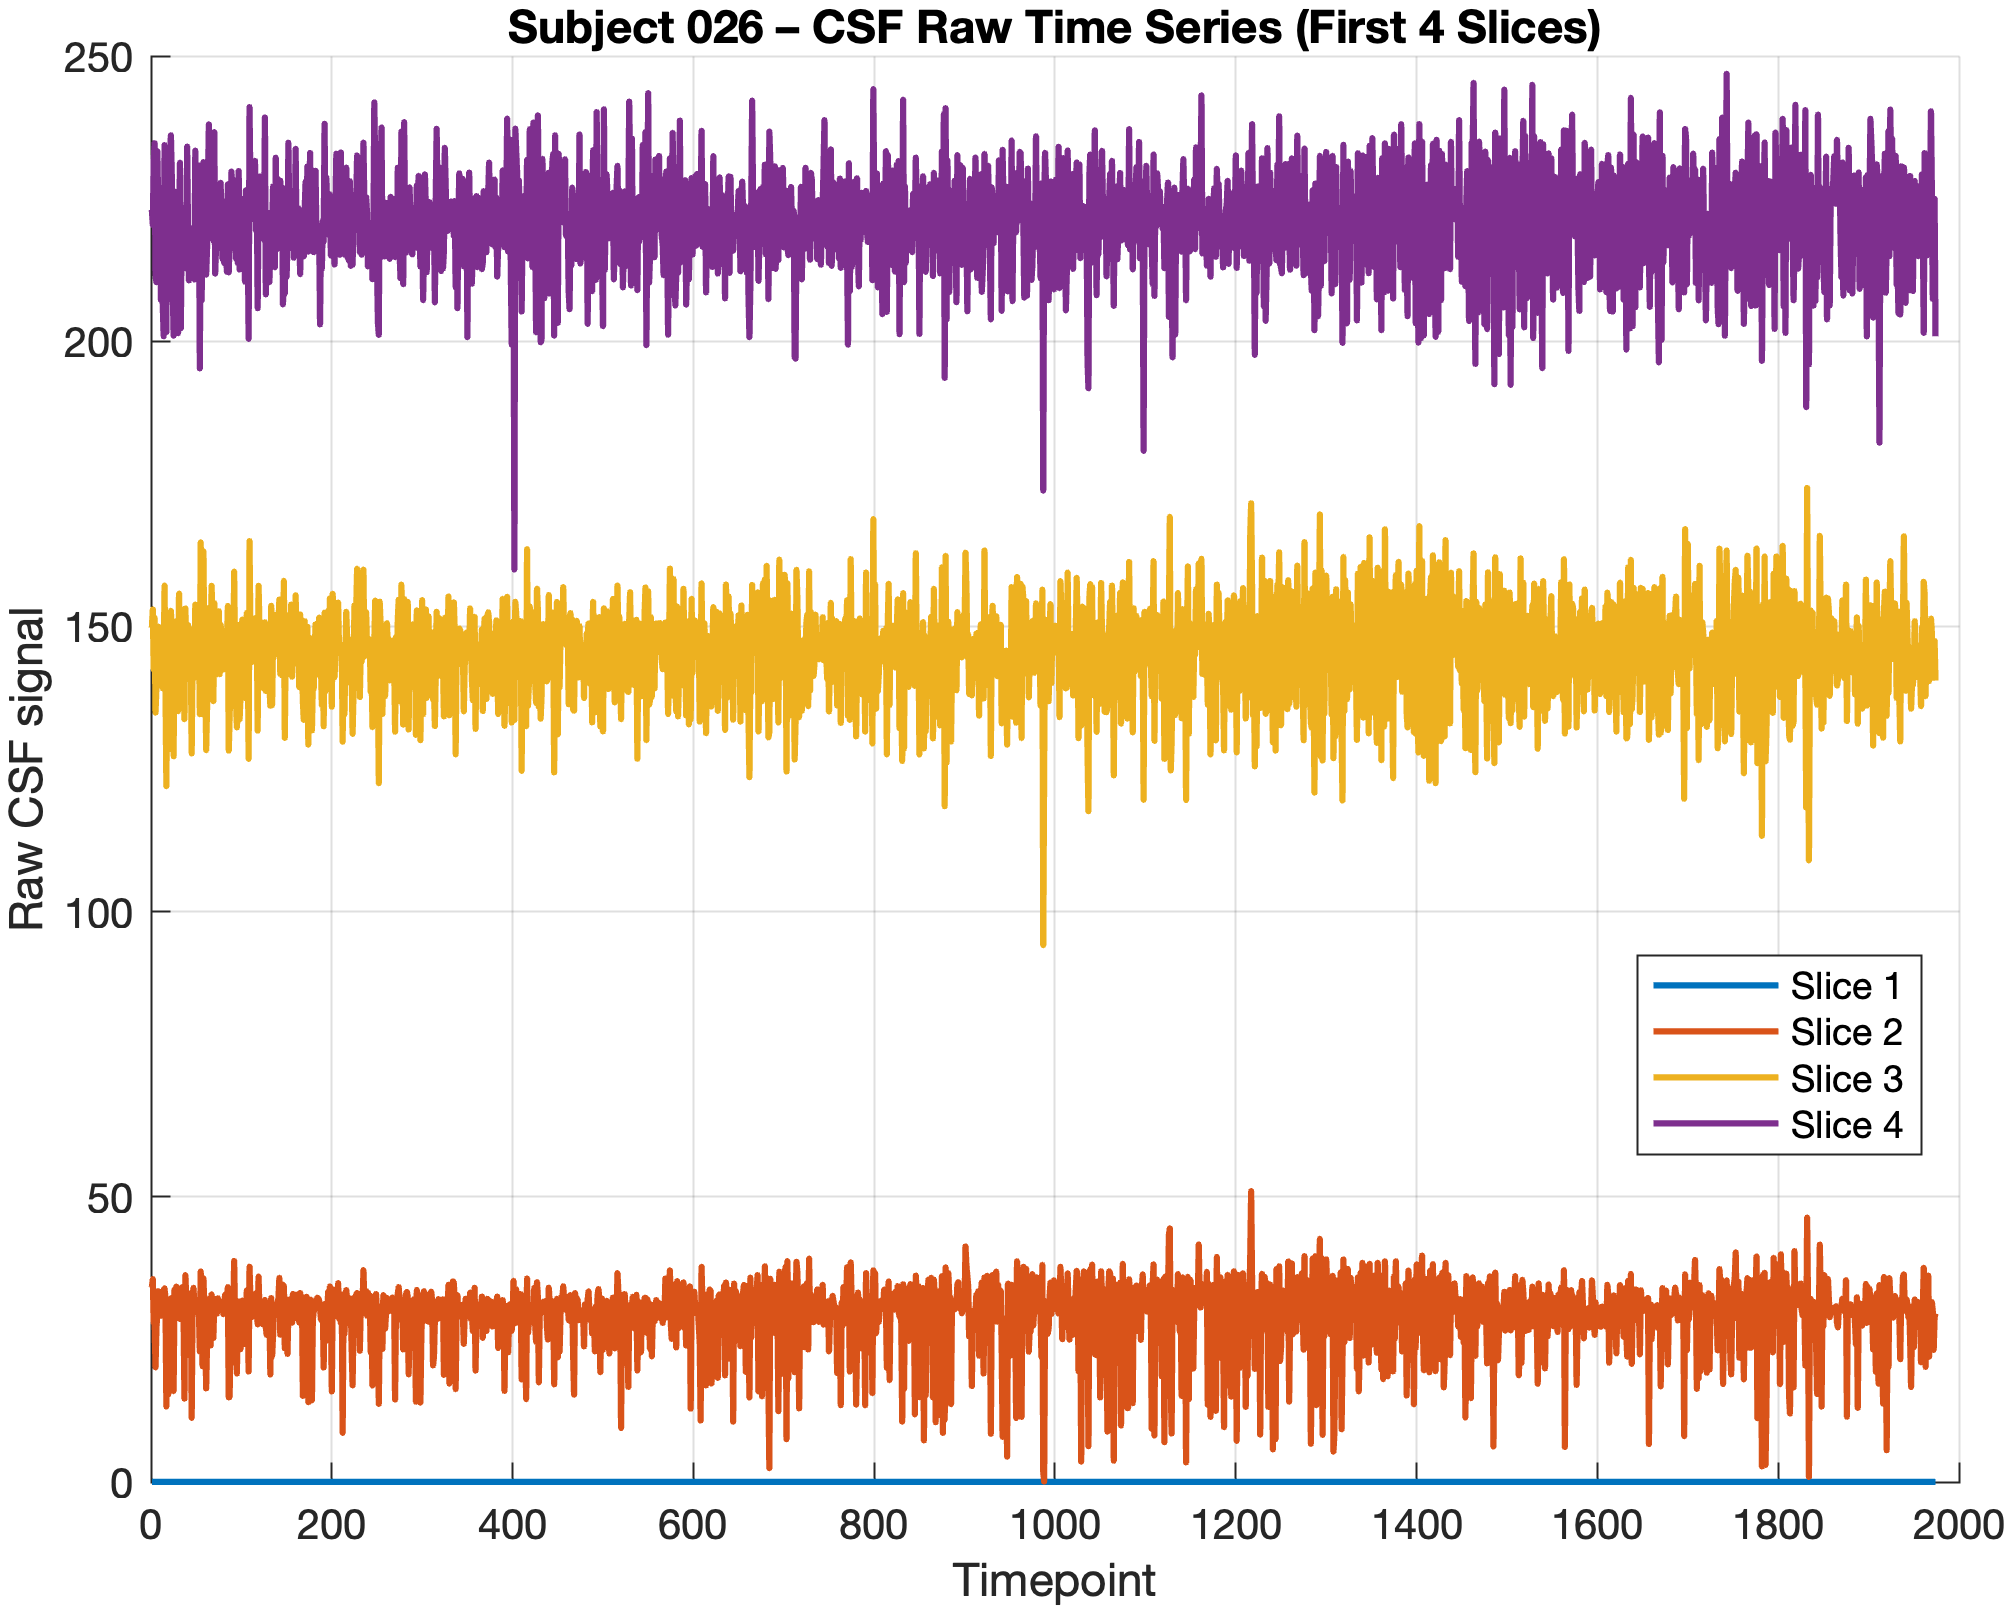 Subject 026 – CSF Raw Time Series (First 4 Slices)
250
200
150
100
50
0
Raw CSF signal
Slice 1
Slice 2
Slice 3
Slice 4
0 200 400 600 800 1000 1200 1400 1600 1800 2000
Timepoint